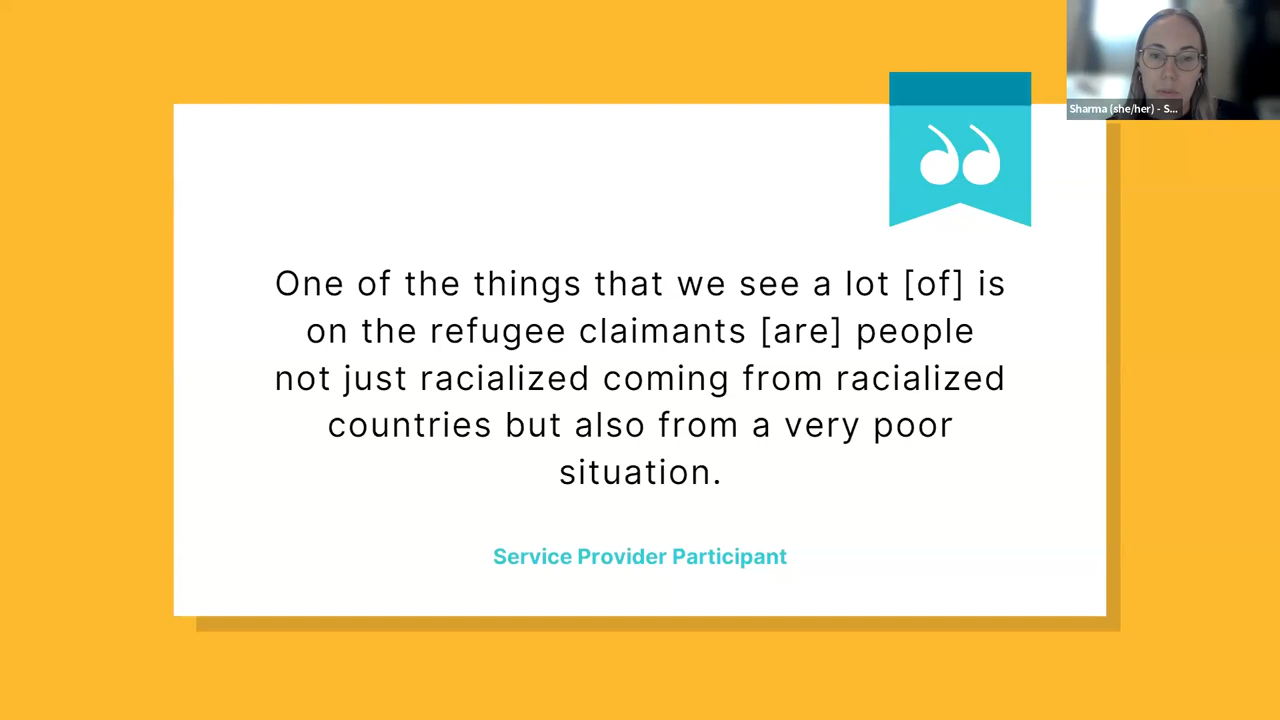 Sharma (she/her) - S...
One of the things that we see a lot [of] is
on the refugee claimants [are] people
not just racialized coming from racialized
countries but also from a very poor
situation.
Service Provider Participant